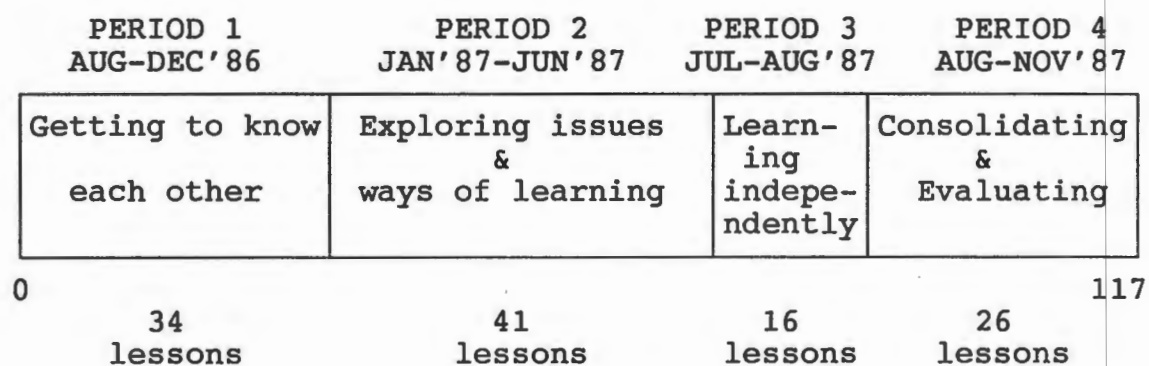 PERIOD 1 PERIOD 2 PERIOD 3 PERIOD 4
AUG-DEC'86 JAN'87-JUN'87 JUL-AUG'87 AUG-NOV'87
Getting to know Exploring issues Learn- Consolidating
& ing &
each other ways of learning indepe- Evaluating
ndently
0 117
34 41 16 26
lessons lessons lessons lessons